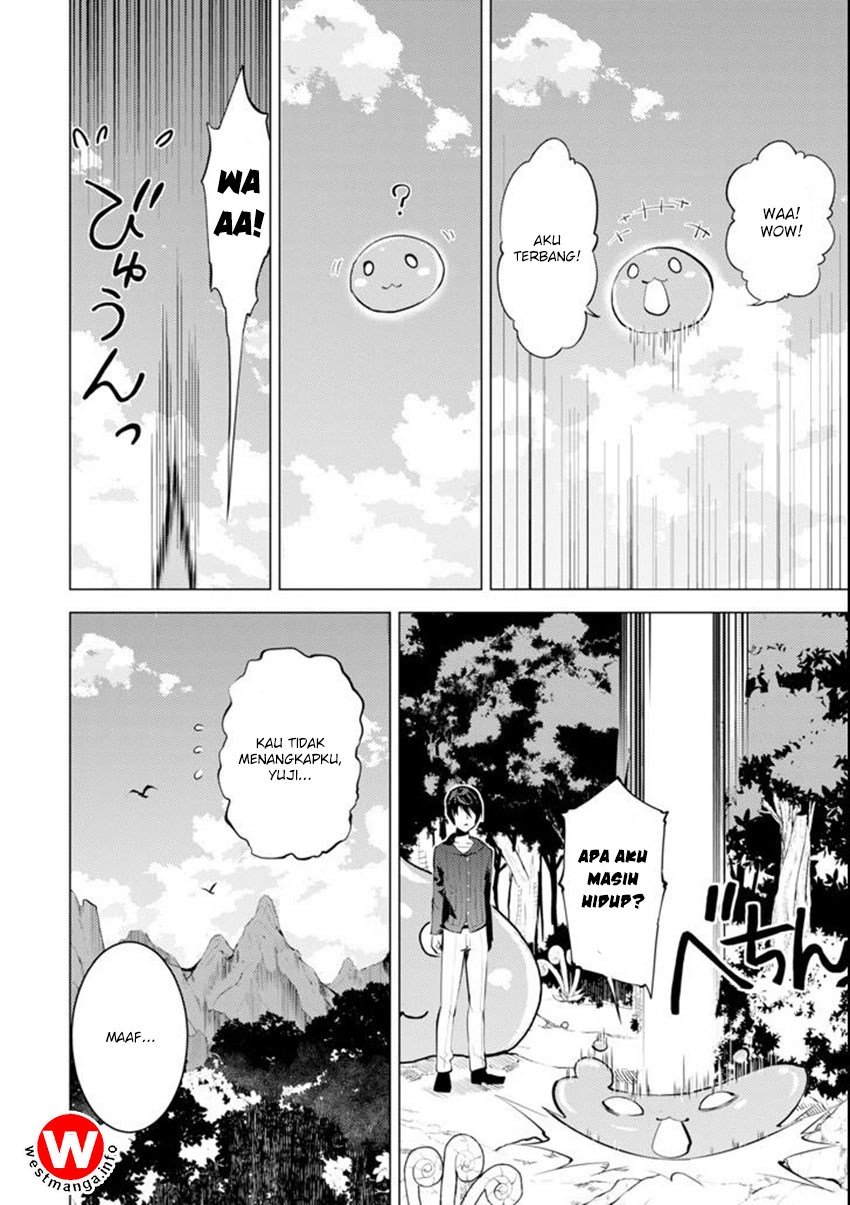 WAA!
WOW!
AKU
TERBANG!
?
WA
AA!
びゅうんっ
APA AKU
MASIH
HIDUP?
べちん
KAU TIDAK
MENANGKAPKU,
YUJI...
MAAF...
W
westmanga.info